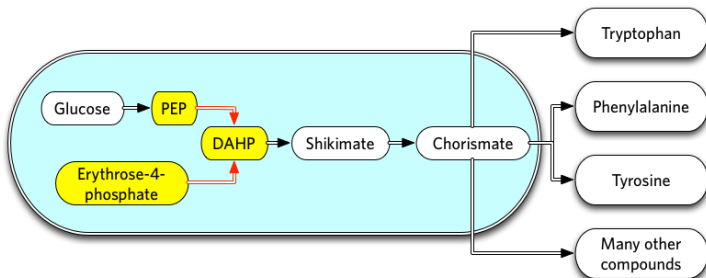 Tryptophan
Glucose
PEP
Phenylalanine
DAHP
Shikimate
Chorismate
Erythrose-4-
phosphate
Tyrosine
Many other
compounds